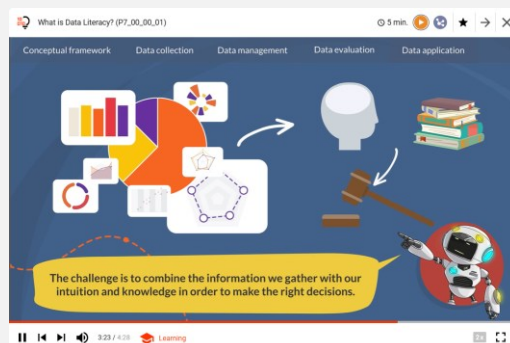 What is Data Literacy? (P7_00_00_01)
5 min.
Conceptual framework Data collection Data management Data evaluation Data application
The challenge is to combine the information we gather with our
intuition and knowledge in order to make the right decisions.
3:23 / 4:28 Learning